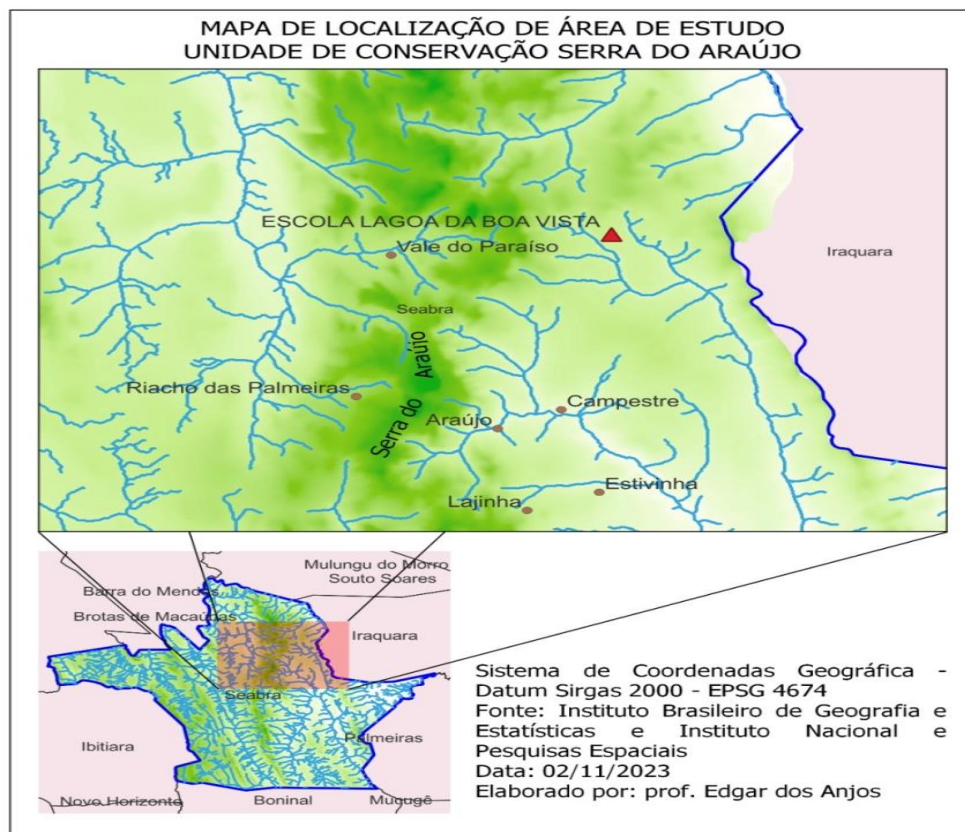 MAPA DE LOCALIZAÇÃO DE ÁREA DE ESTUDO
UNIDADE DE CONSERVAÇÃO SERRA DO ARAÚJO
ESCOLA LAGOA DA BOA VISTA
Vale do Paraíso
Iraquara
Seabra
Serra do Araújo
Riacho das Palmeiras
Campestre
Araújo
Estivinha
Lajinha
Mulungu do Morro
Souto Soares
Barra do Mendes
Brotas de Macaúbas
Iraquara
Seabra
Palmeiras
Ibitiara
Novo Horizonte
Boninal
Mucugê
Sistema de Coordenadas Geográfica -
Datum Sirgas 2000 - EPSG 4674
Fonte: Instituto Brasileiro de Geografia e
Estatísticas e Instituto Nacional e
Pesquisas Espaciais
Data: 02/11/2023
Elaborado por: prof. Edgar dos Anjos